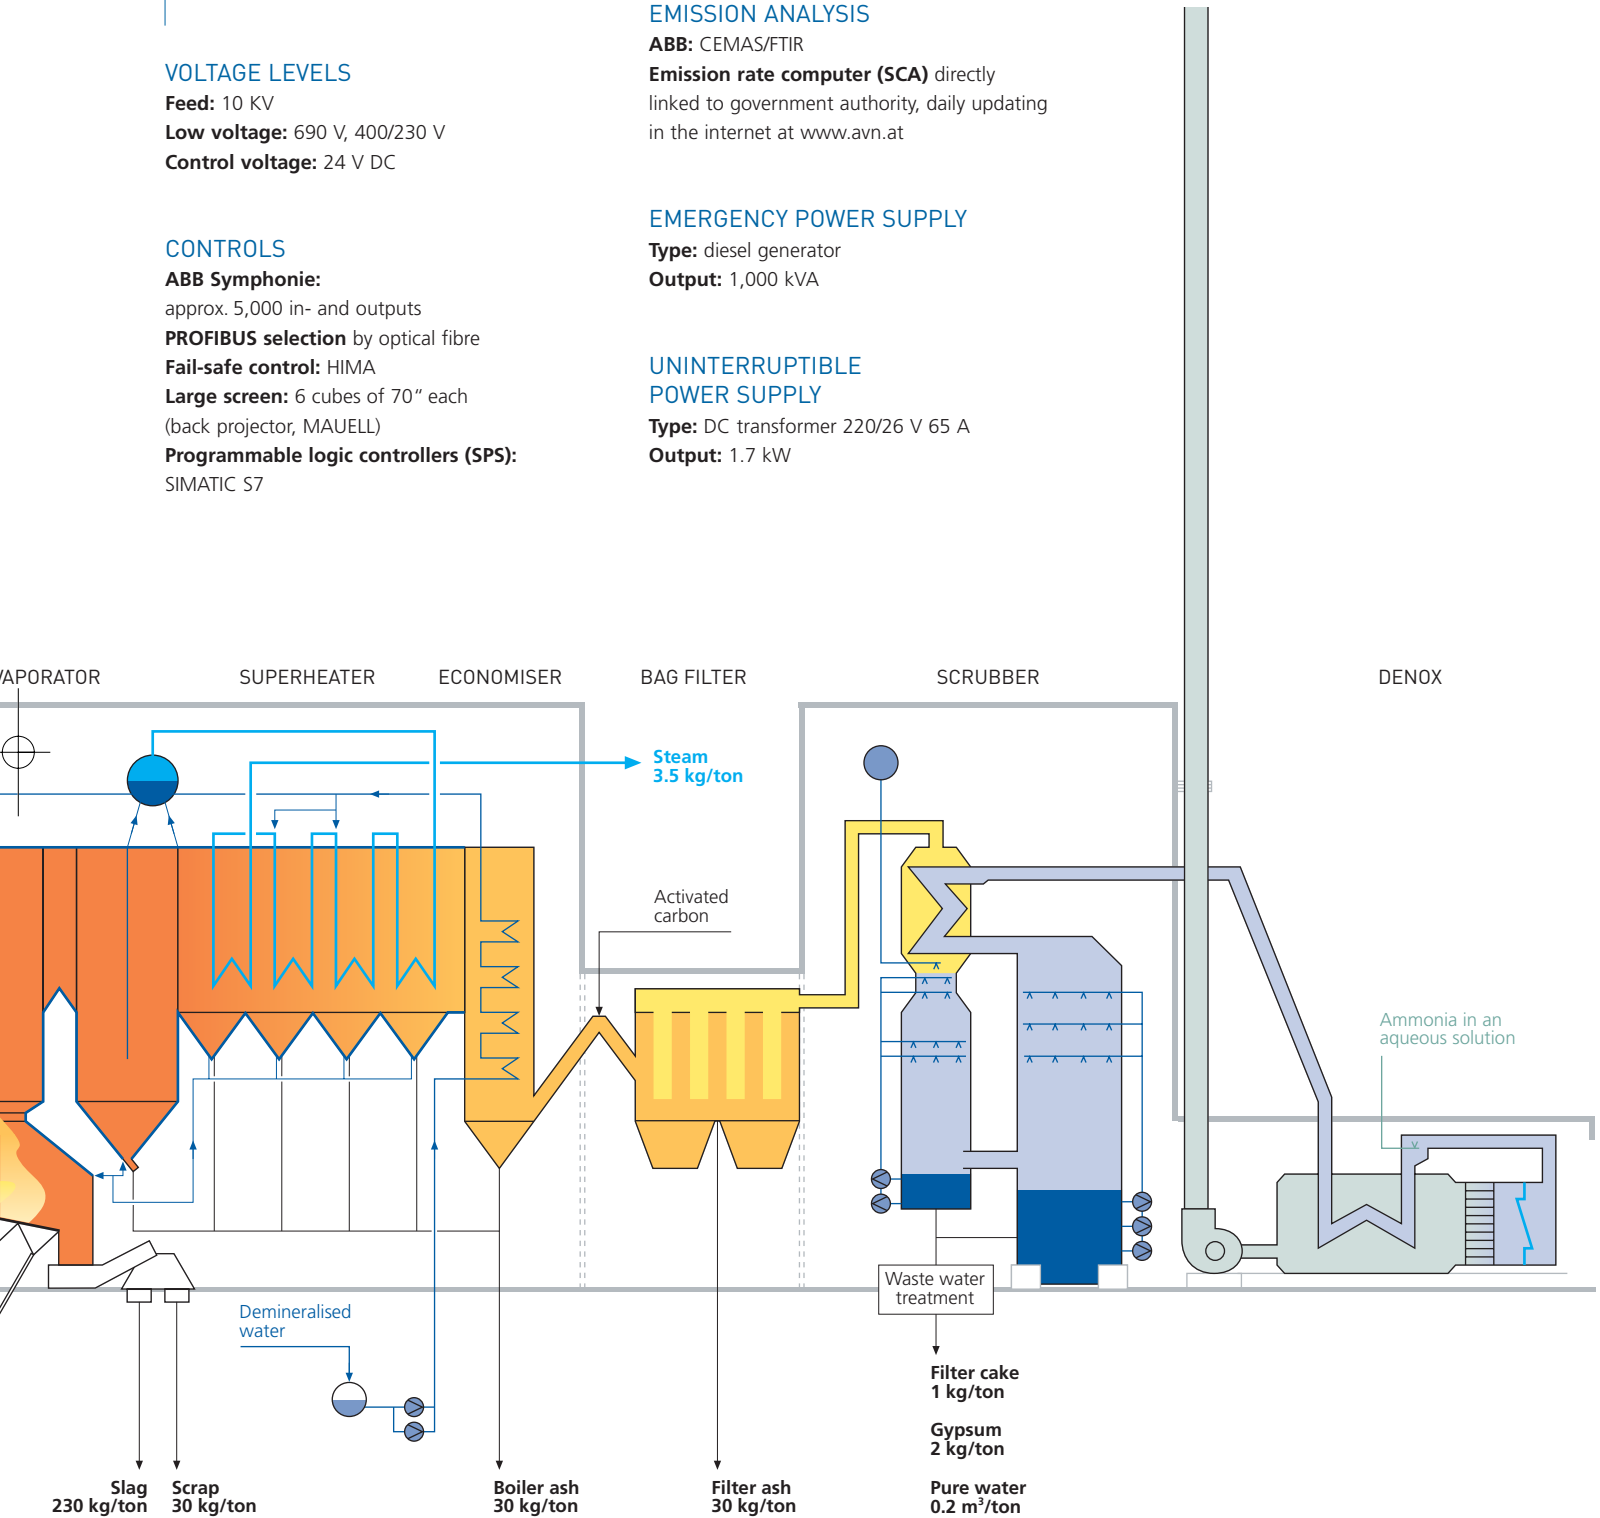 VOLTAGE LEVELS
Feed: 10 KV
Low voltage: 690 V, 400/230 V
Control voltage: 24 V DC
CONTROLS
ABB Symphonie:
approx. 5,000 in- and outputs
PROFIBUS selection by optical fibre
Fail-safe control: HIMA
Large screen: 6 cubes of 70" each
(back projector, MAUELL)
Programmable logic controllers (SPS):
SIMATIC S7
EMISSION ANALYSIS
ABB: CEMAS/FTIR
Emission rate computer (SCA) directly
linked to government authority, daily updating
in the internet at www.avn.at
EMERGENCY POWER SUPPLY
Type: diesel generator
Output: 1,000 kVA
UNINTERRUPTIBLE
POWER SUPPLY
Type: DC transformer 220/26 V 65 A
Output: 1.7 kW
VAPORATOR
SUPERHEATER
ECONOMISER
BAG FILTER
SCRUBBER
DENOX
Steam
3.5 kg/ton
Activated
carbon
Ammonia in an
aqueous solution
Demineralised
water
Waste water
treatment
Filter cake
1 kg/ton
Gypsum
2 kg/ton
Pure water
0.2 m³/ton
Slag
230 kg/ton
Scrap
30 kg/ton
Boiler ash
30 kg/ton
Filter ash
30 kg/ton